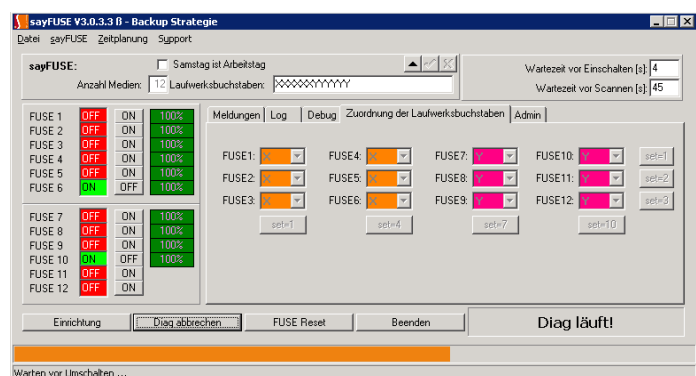 sayFUSE V3.0.3.3 ß - Backup Strategie
Datei sayFUSE Zeitplanung Support
sayFUSE:
Samstag ist Arbeitstag
Anzahl Medien: 12 Laufwerksbuchstaben: XXXXXXYYYYYY
Wartezeit vor Einschalten [s]: 4
Wartezeit vor Scannen [s]: 45
FUSE 1 OFF ON 100%
FUSE 2 OFF ON 100%
FUSE 3 OFF ON 100%
FUSE 4 OFF ON 100%
FUSE 5 OFF ON 100%
FUSE 6 ON OFF 100%
FUSE 7 OFF ON 100%
FUSE 8 OFF ON 100%
FUSE 9 OFF ON 100%
FUSE 10 ON OFF 100%
FUSE 11 OFF ON
FUSE 12 OFF ON
Meldungen Log Debug Zuordnung der Laufwerksbuchstaben Admin
FUSE1: X FUSE4: X FUSE7: Y FUSE10: Y set=1
FUSE2: X FUSE5: X FUSE8: Y FUSE11: Y set=2
FUSE3: X FUSE6: X FUSE9: Y FUSE12: Y set=3
set=1 set=4 set=7 set=10
Einrichtung Diag abbrechen FUSE Reset Beenden Diag läuft!
Warten vor Umschalten ...